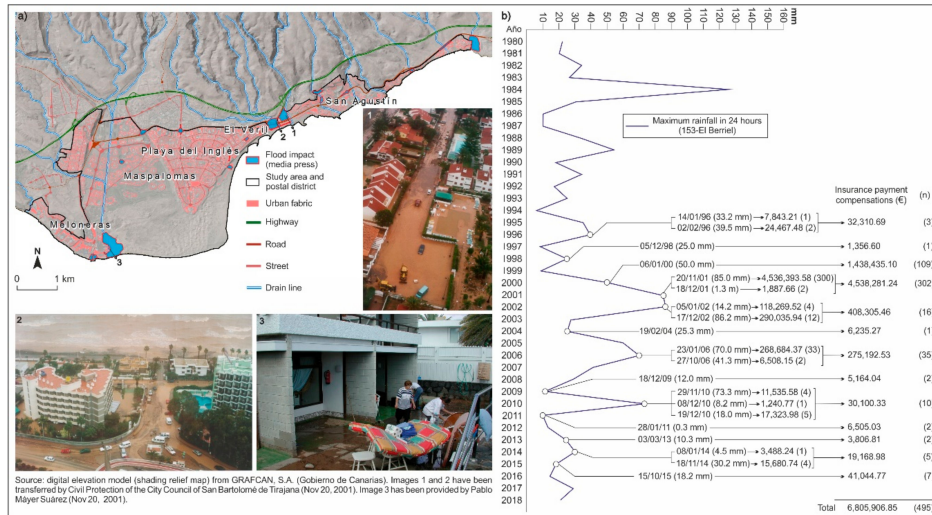 a)
San Agustín
El Veril
2
1
Playa del Inglés
Maspalomas
Meloneras
3
N
0 1 km
Flood impact
(media press)
Study area and
postal district
Urban fabric
Highway
Road
Street
Drain line
1
2
3
Source: digital elevation model (shading relief map) from GRAFCAN, S.A. (Gobierno de Canarias). Images 1 and 2 have been
transferred by Civil Protection of the City Council of San Bartolomé de Tirajana (Nov 20, 2001). Image 3 has been provided by Pablo
Máyer Suárez (Nov 20, 2001).
b)
10 20 30 40 50 60 70 80 90 100 110 120 130 140 150 160 mm
Año
1980
1981
1982
1983
1984
1985
1986
1987
1988
1989
1990
1991
1992
1993
1994
1995
1996
1997
1998
1999
2000
2001
2002
2003
2004
2005
2006
2007
2008
2009
2010
2011
2012
2013
2014
2015
2016
2017
2018
Maximum rainfall in 24 hours
(153-El Berriel)
Insurance payment
compensations (€) (n)
14/01/96 (33.2 mm) 7,843.21 (1)
02/02/96 (39.5 mm) 24,467.48 (2)
32,310.69 (3)
05/12/98 (25.0 mm) 1,356.60 (1)
06/01/00 (50.0 mm) 1,438,435.10 (109)
20/11/01 (85.0 mm) 4,536,393.58 (300)
18/12/01 (1.3 m) 1,887.66 (2)
4,538,281.24 (302)
05/01/02 (14.2 mm) 118,269.52 (4)
17/12/02 (86.2 mm) 290,035.94 (12)
408,305.46 (16)
19/02/04 (25.3 mm) 6,235.27 (1)
23/01/06 (70.0 mm) 268,684.37 (33)
27/10/06 (41.3 mm) 6,508.15 (2)
275,192.53 (35)
18/12/09 (12.0 mm) 5,164.04 (2)
29/11/10 (73.3 mm) 11,535.58 (4)
08/12/10 (8.2 mm) 1,240.77 (1)
19/12/10 (18.0 mm) 17,323.98 (5)
30,100.33 (10)
28/01/11 (0.3 mm) 6,505.03 (2)
03/03/13 (10.3 mm) 3,806.81 (2)
08/01/14 (4.5 mm) 3,488.24 (1)
18/11/14 (30.2 mm) 15,680.74 (4)
19,168.98 (5)
15/10/15 (18.2 mm) 41,044.77 (7)
Total 6,805,906.85 (495)